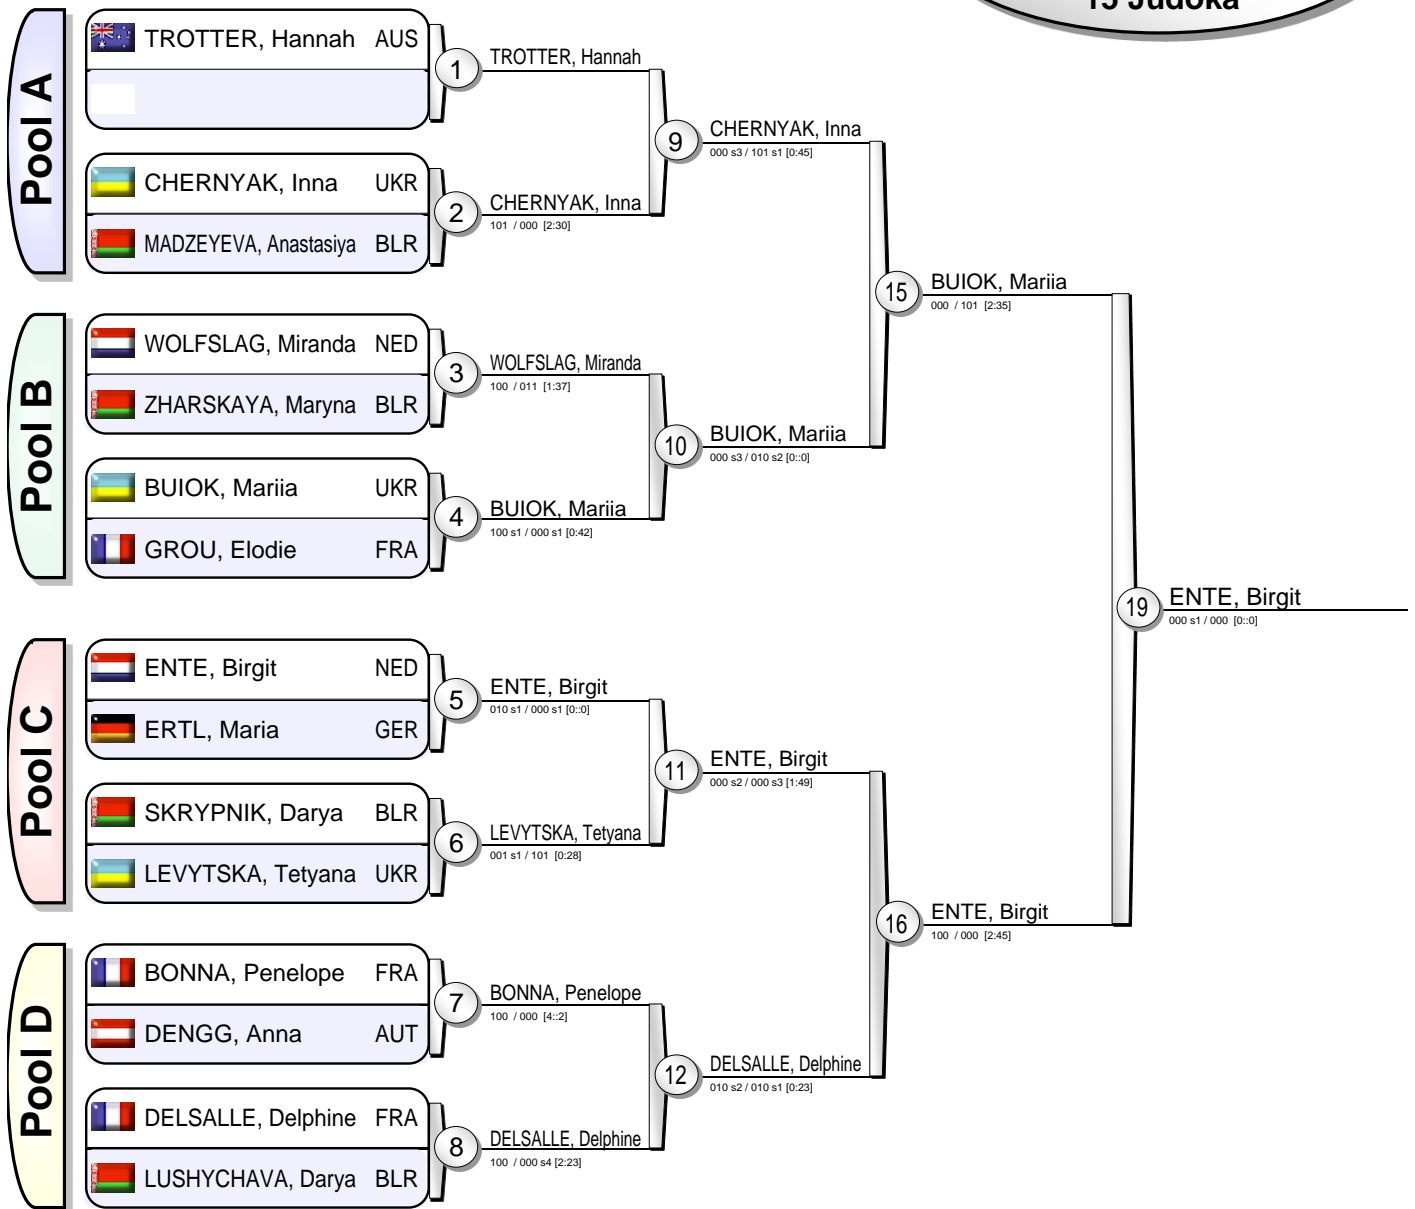 15 Judoka
Pool A
TROTTER, Hannah AUS
1
TROTTER, Hannah
CHERNYAK, Inna UKR
MADZEYEVA, Anastasiya BLR
2
CHERNYAK, Inna
101 / 000 [2:30]
9
CHERNYAK, Inna
000 s3 / 101 s1 [0:45]
Pool B
WOLFSLAG, Miranda NED
ZHARSKAYA, Maryna BLR
3
WOLFSLAG, Miranda
100 / 011 [1:37]
BUIOK, Mariia UKR
GROU, Elodie FRA
4
BUIOK, Mariia
100 s1 / 000 s1 [0:42]
10
BUIOK, Mariia
000 s3 / 010 s2 [0::0]
15
BUIOK, Mariia
000 / 101 [2:35]
Pool C
ENTE, Birgit NED
ERTL, Maria GER
5
ENTE, Birgit
010 s1 / 000 s1 [0::0]
SKRYPNIK, Darya BLR
LEVYTSKA, Tetyana UKR
6
LEVYTSKA, Tetyana
001 s1 / 101 [0:28]
11
ENTE, Birgit
000 s2 / 000 s3 [1:49]
Pool D
BONNA, Penelope FRA
DENGG, Anna AUT
7
BONNA, Penelope
100 / 000 [4::2]
DELSALLE, Delphine FRA
LUSHYCHAVA, Darya BLR
8
DELSALLE, Delphine
100 / 000 s4 [2:23]
12
DELSALLE, Delphine
010 s2 / 010 s1 [0:23]
16
ENTE, Birgit
100 / 000 [2:45]
19
ENTE, Birgit
000 s1 / 000 [0::0]